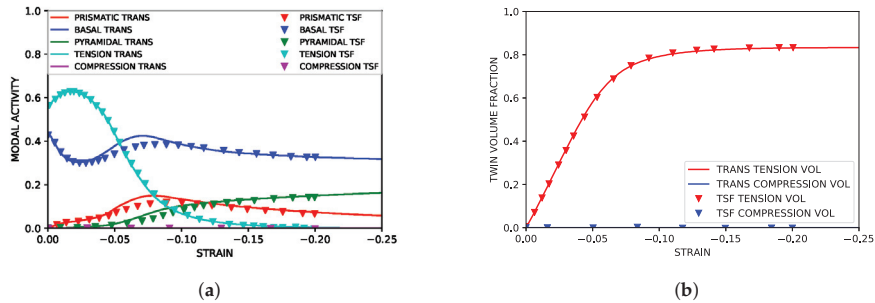 1.0
0.8
0.6
0.4
0.2
0.0
MODAL ACTIVITY
PRISMATIC TRANS
BASAL TRANS
PYRAMIDAL TRANS
TENSION TRANS
COMPRESSION TRANS
PRISMATIC TSF
BASAL TSF
PYRAMIDAL TSF
TENSION TSF
COMPRESSION TSF
0.00 −0.05 −0.10 −0.15 −0.20 −0.25
STRAIN
(a)
1.0
0.8
0.6
0.4
0.2
0.0
TWIN VOLUME FRACTION
TRANS TENSION VOL
TRANS COMPRESSION VOL
TSF TENSION VOL
TSF COMPRESSION VOL
0.00 −0.05 −0.10 −0.15 −0.20 −0.25
STRAIN
(b)